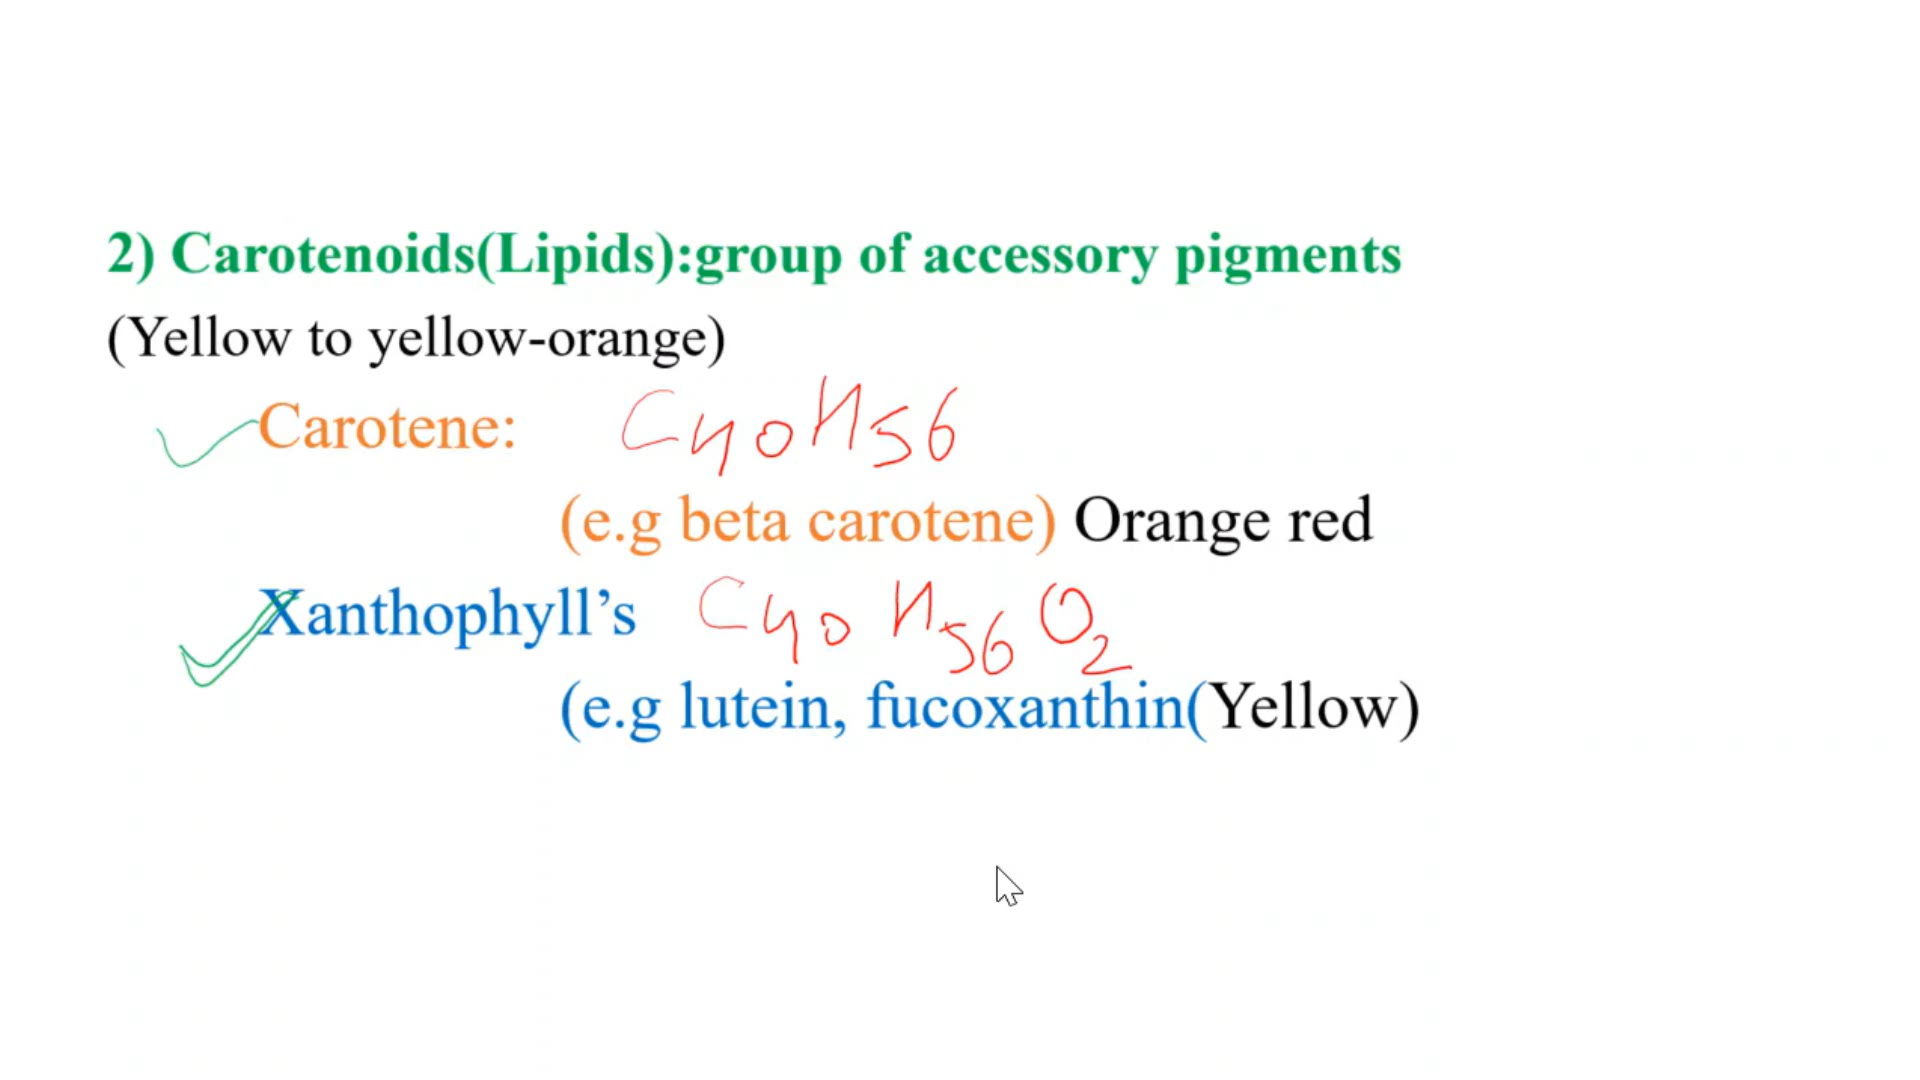 2) Carotenoids(Lipids):group of accessory pigments
(Yellow to yellow-orange)
Carotene: C40H56
(e.g beta carotene) Orange red
Xanthophyll’s C40H56O2
(e.g lutein, fucoxanthin(Yellow)